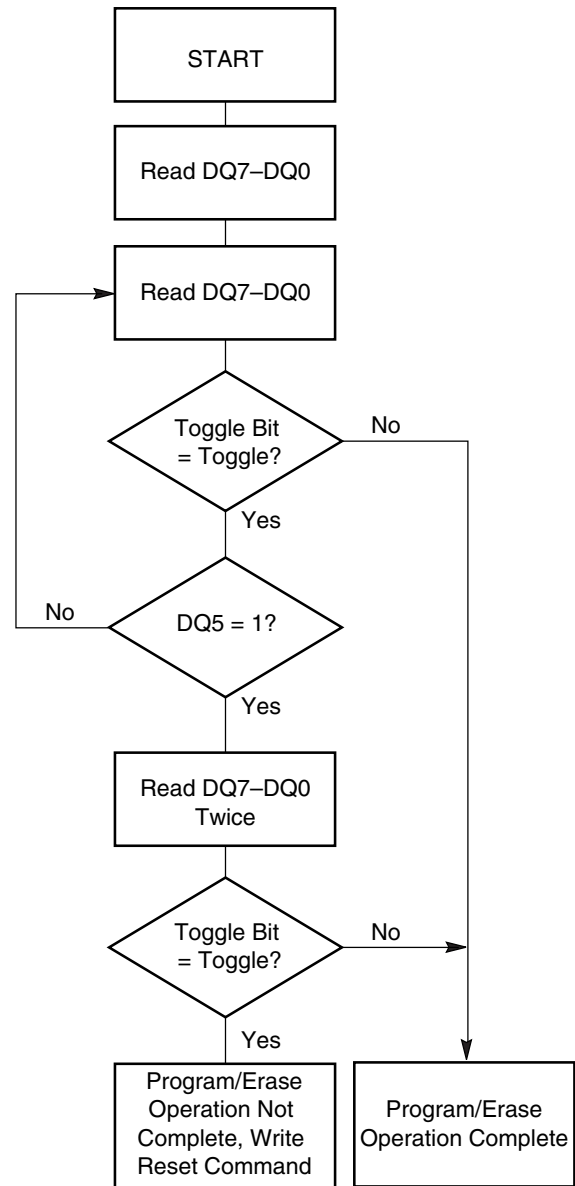 START
Read DQ7–DQ0
Read DQ7–DQ0
Toggle Bit
= Toggle?
No
Yes
No
DQ5 = 1?
Yes
Read DQ7–DQ0
Twice
Toggle Bit
= Toggle?
No
Yes
Program/Erase
Operation Not
Complete, Write
Reset Command
Program/Erase
Operation Complete